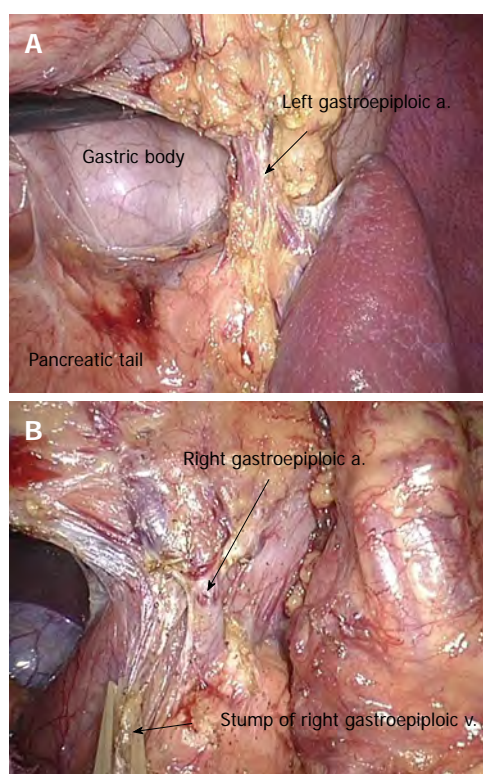 A
Left gastroepiploic a.
Gastric body
Pancreatic tail
B
Right gastroepiploic a.
Stump of right gastroepiploic v.